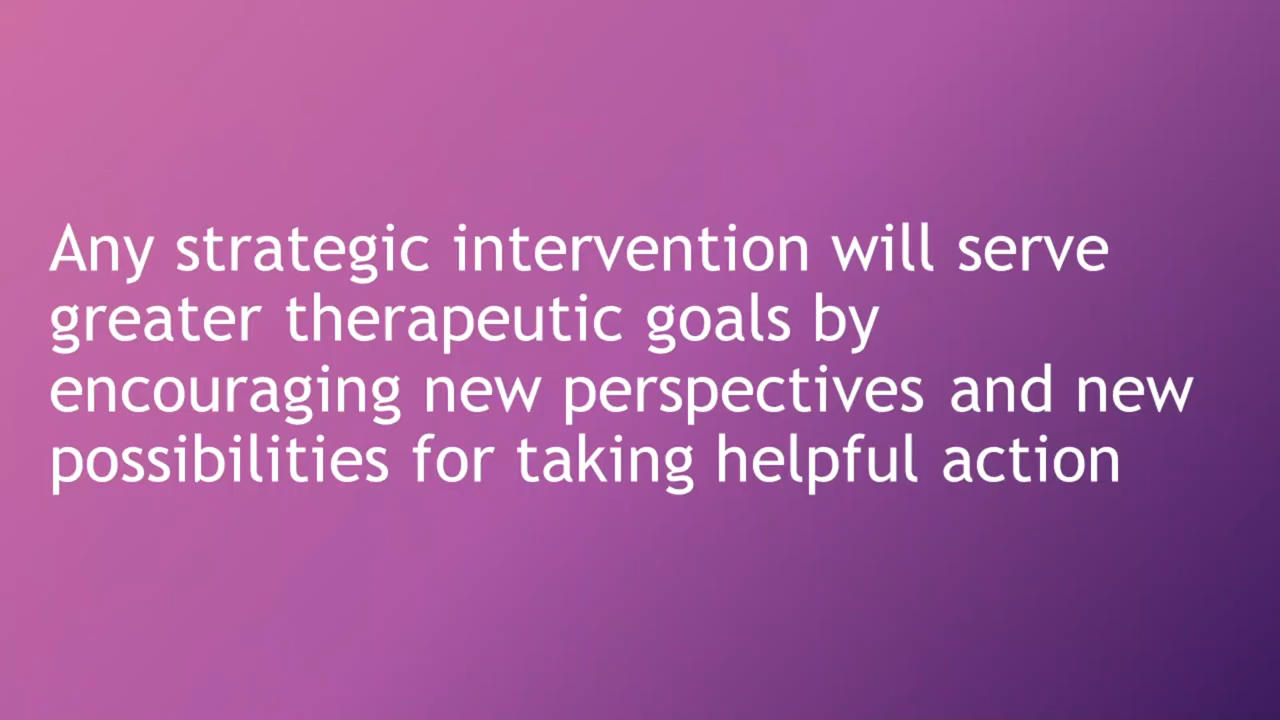 Any strategic intervention will serve
greater therapeutic goals by
encouraging new perspectives and new
possibilities for taking helpful action